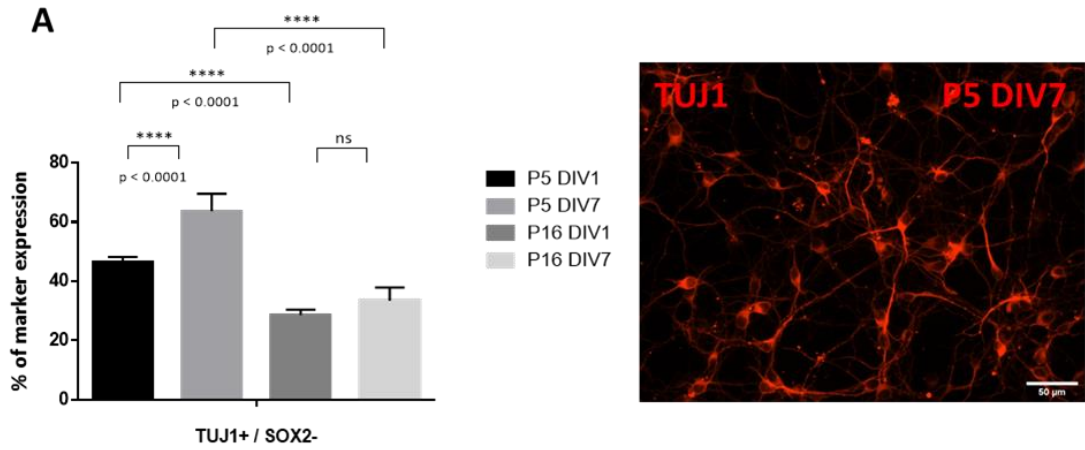 A
****
p < 0.0001
****
p < 0.0001
****
p < 0.0001
ns
% of marker expression
80
60
40
20
0
TUJ1+ / SOX2-
P5 DIV1
P5 DIV7
P16 DIV1
P16 DIV7
TUJ1 P5 DIV7
50 µm